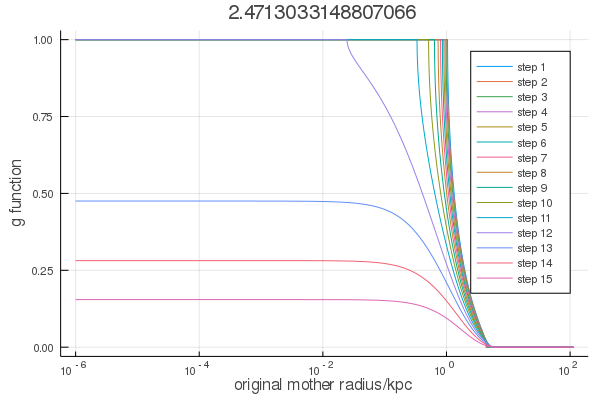 2.4713033148807066
g function
1.00
0.75
0.50
0.25
0.00
step 1
step 2
step 3
step 4
step 5
step 6
step 7
step 8
step 9
step 10
step 11
step 12
step 13
step 14
step 15
10^-6
10^-4
10^-2
10^0
10^2
original mother radius/kpc